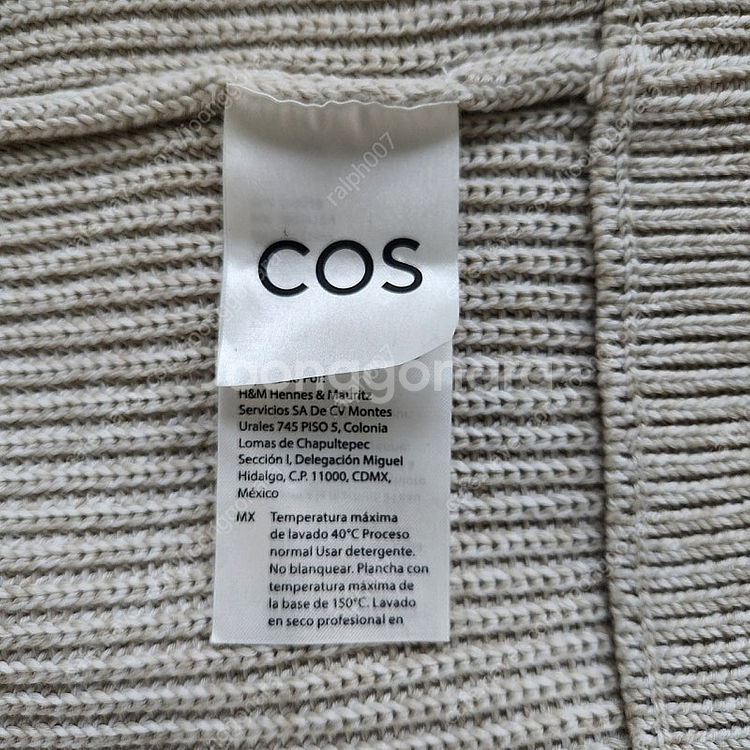 COS
Por:
H&M Hennes & Mauritz
Servicios SA De CV Montes
Urales 745 PISO 5, Colonia
Lomas de Chapultepec
Sección I, Delegación Miguel
Hidalgo, C.P. 11000, CDMX,
México
MX Temperatura máxima
de lavado 40°C Proceso
normal Usar detergente.
No blanquear. Plancha con
temperatura máxima de
la base de 150°C. Lavado
en seco profesional en
ralph007
joonggonara